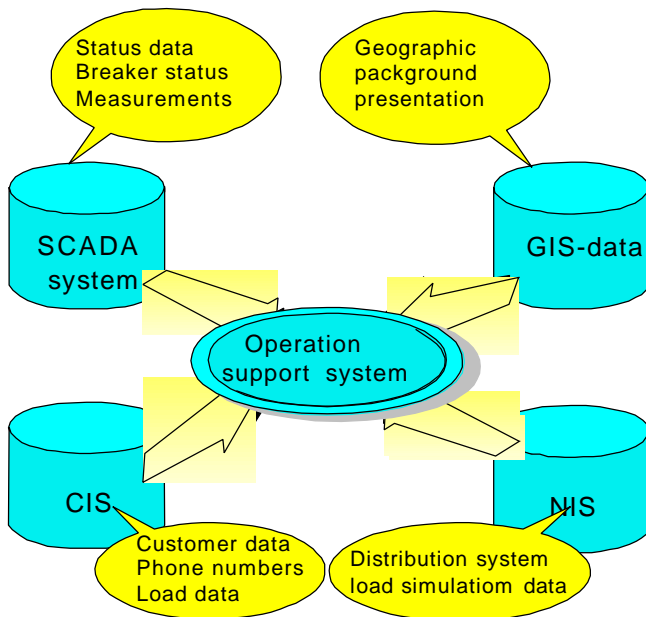 Status data
Breaker status
Measurements
Geographic
packground
presentation
SCADA
system
GIS-data
Operation
support system
CIS
NIS
Customer data
Phone numbers
Load data
Distribution system
load simulatiom data